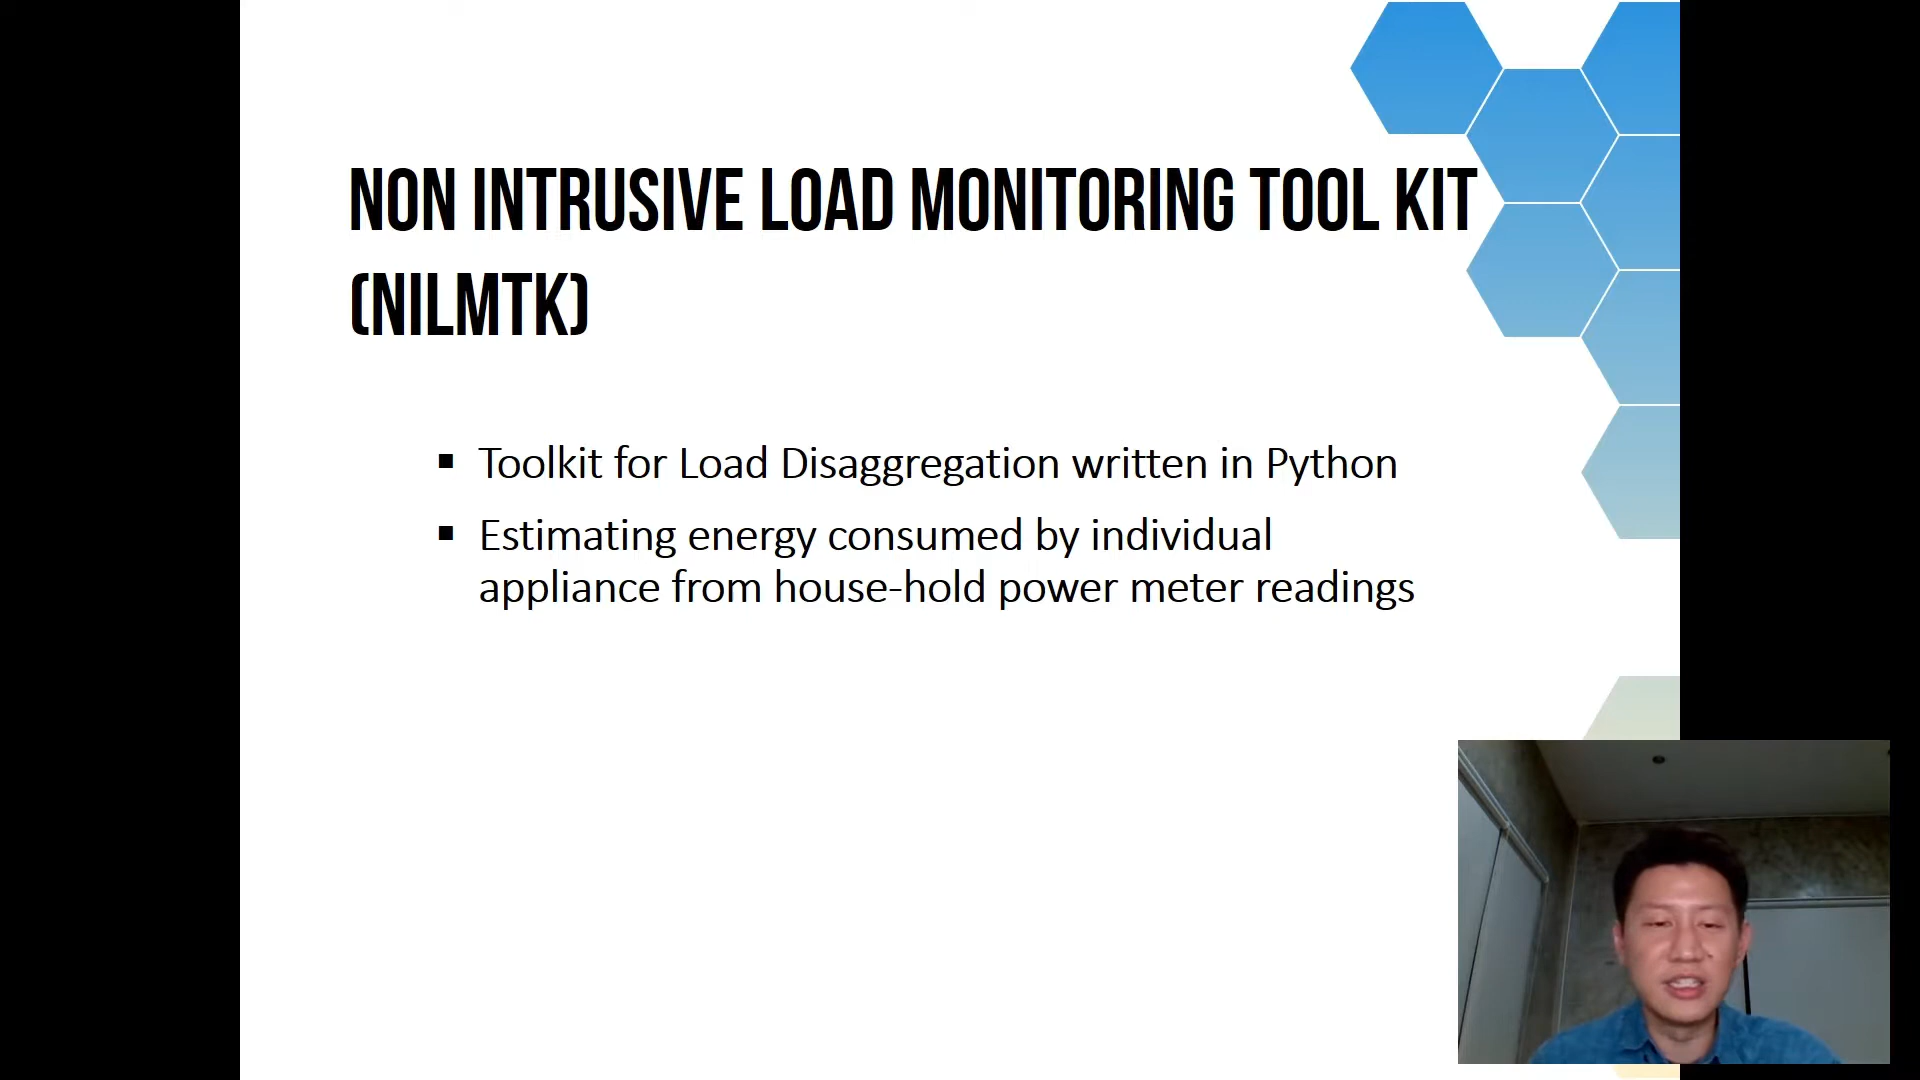 NON INTRUSIVE LOAD MONITORING TOOL KIT
(NILMTK)
▪ Toolkit for Load Disaggregation written in Python
▪ Estimating energy consumed by individual
appliance from house-hold power meter readings